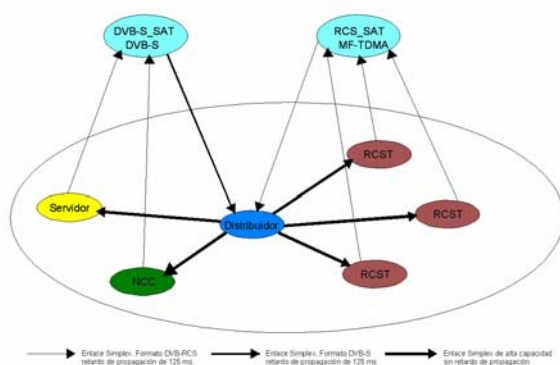 DVB-S_SAT
DVB-S
RCS_SAT
MF-TDMA
RCST
Servidor
RCST
Distribuidor
NCC
RCST
Enlace Simplex. Formato DVB-RCS
retardo de propagación de 125 ms.
Enlace Simplex. Formato DVB-S
retardo de propagación de 125 ms.
Enlace Simplex de alta capacidad
sin retardo de propagación